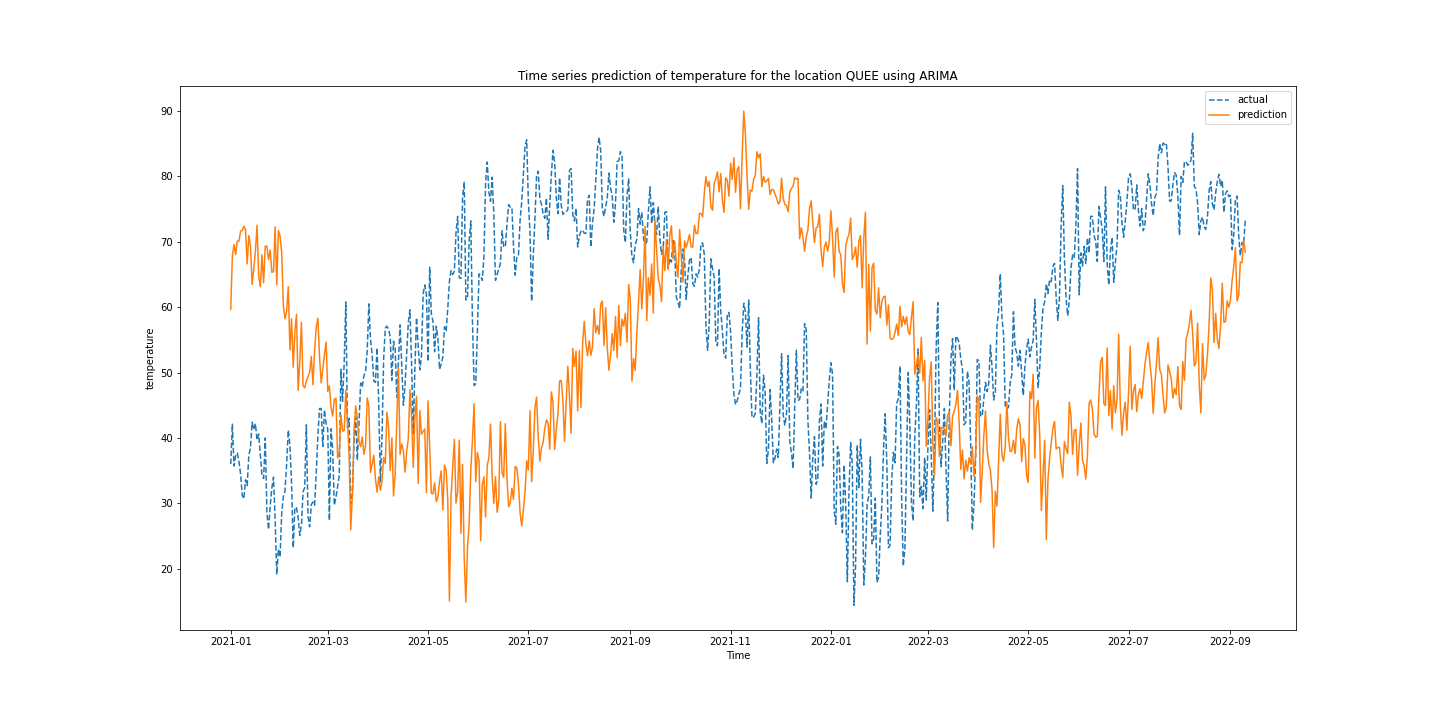 Time series prediction of temperature for the location QUEE using ARIMA
actual
prediction
90
80
70
60
50
40
30
20
temperature
2021-01 2021-03 2021-05 2021-07 2021-09 2021-11 2022-01 2022-03 2022-05 2022-07 2022-09
Time